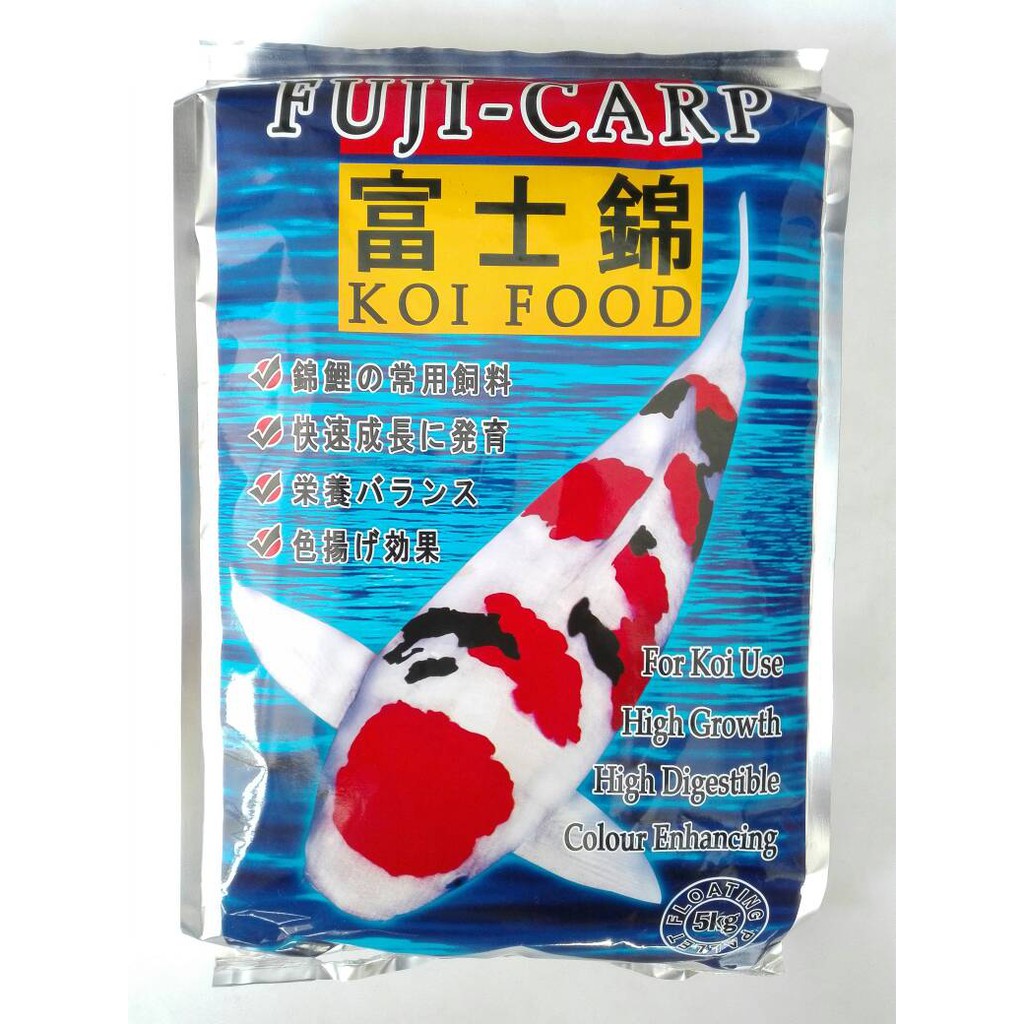 FUJI-CARP
富士錦
KOI FOOD
錦鯉の常用飼料
快速成長に発育
栄養バランス
色揚げ効果
For Koi Use
High Growth
High Digestible
Colour Enhancing
FLOATING
5kg